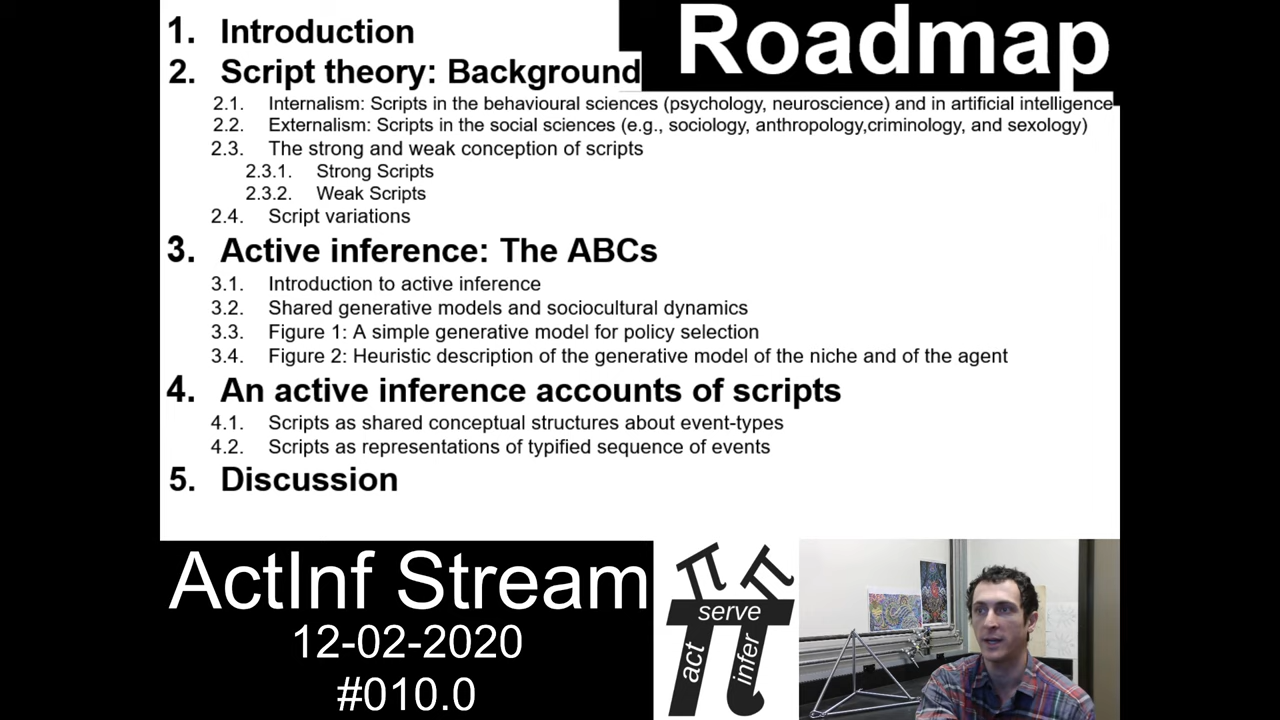 Roadmap
1. Introduction
2. Script theory: Background
2.1. Internalism: Scripts in the behavioural sciences (psychology, neuroscience) and in artificial intelligence
2.2. Externalism: Scripts in the social sciences (e.g., sociology, anthropology,criminology, and sexology)
2.3. The strong and weak conception of scripts
2.3.1. Strong Scripts
2.3.2. Weak Scripts
2.4. Script variations
3. Active inference: The ABCs
3.1. Introduction to active inference
3.2. Shared generative models and sociocultural dynamics
3.3. Figure 1: A simple generative model for policy selection
3.4. Figure 2: Heuristic description of the generative model of the niche and of the agent
4. An active inference accounts of scripts
4.1. Scripts as shared conceptual structures about event-types
4.2. Scripts as representations of typified sequence of events
5. Discussion
ActInf Stream
12-02-2020
#010.0
serve
act
infer